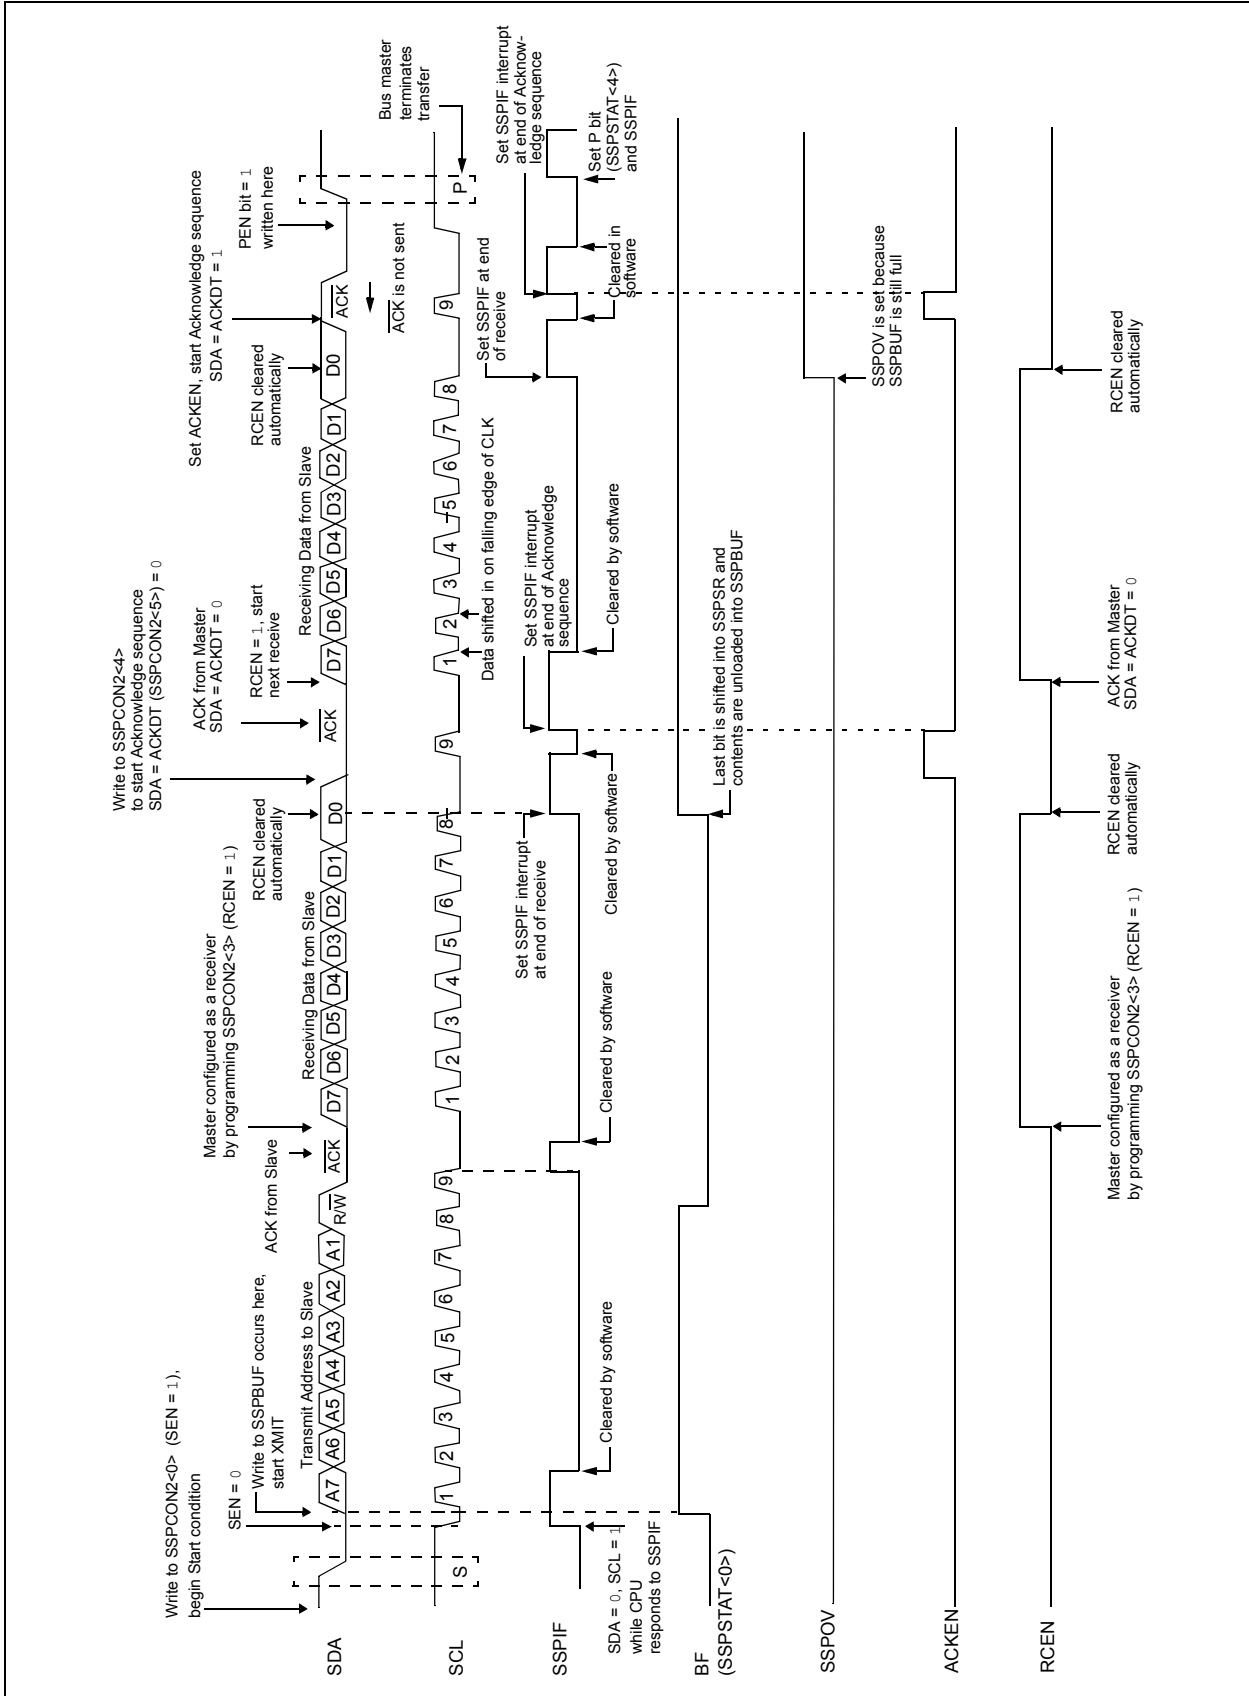 Write to SSPCON2<0> (SEN = 1),
begin Start condition
SEN = 0
Write to SSPBUF occurs here,
start XMIT
Transmit Address to Slave
ACK from Slave
Master configured as a receiver
by programming SSPCON2<3> (RCEN = 1)
Receiving Data from Slave
RCEN cleared
automatically
Write to SSPCON2<4>
to start Acknowledge sequence
SDA = ACKDT (SSPCON2<5>) = 0
ACK from Master
SDA = ACKDT = 0
RCEN = 1, start
next receive
Receiving Data from Slave
RCEN cleared
automatically
Set ACKEN, start Acknowledge sequence
SDA = ACKDT = 1
PEN bit = 1
written here
Bus master
terminates
transfer
SDA
A7 A6 A5 A4 A3 A2 A1 R/W ACK D7 D6 D5 D4 D3 D2 D1 D0 ACK D7 D6 D5 D4 D3 D2 D1 D0 ACK
ACK is not sent
SCL
S 1 2 3 4 5 6 7 8 9 1 2 3 4 5 6 7 8 9 1 2 3 4 5 6 7 8 9 P
Data shifted in on falling edge of CLK
Set SSPIF interrupt
at end of receive
Set SSPIF interrupt
at end of Acknowledge
sequence
Set SSPIF at end
of receive
Set SSPIF interrupt
at end of Acknow-
ledge sequence
SSPIF
SDA = 0, SCL = 1
while CPU
responds to SSPIF
Cleared by software
Cleared by software
Cleared by software
Cleared by software
Cleared in
software
Set P bit
(SSPSTAT<4>)
and SSPIF
BF
(SSPSTAT<0>)
Last bit is shifted into SSPSR and
contents are unloaded into SSPBUF
SSPOV
SSPOV is set because
SSPBUF is still full
ACKEN
RCEN
Master configured as a receiver
by programming SSPCON2<3> (RCEN = 1)
RCEN cleared
automatically
ACK from Master
SDA = ACKDT = 0
RCEN cleared
automatically